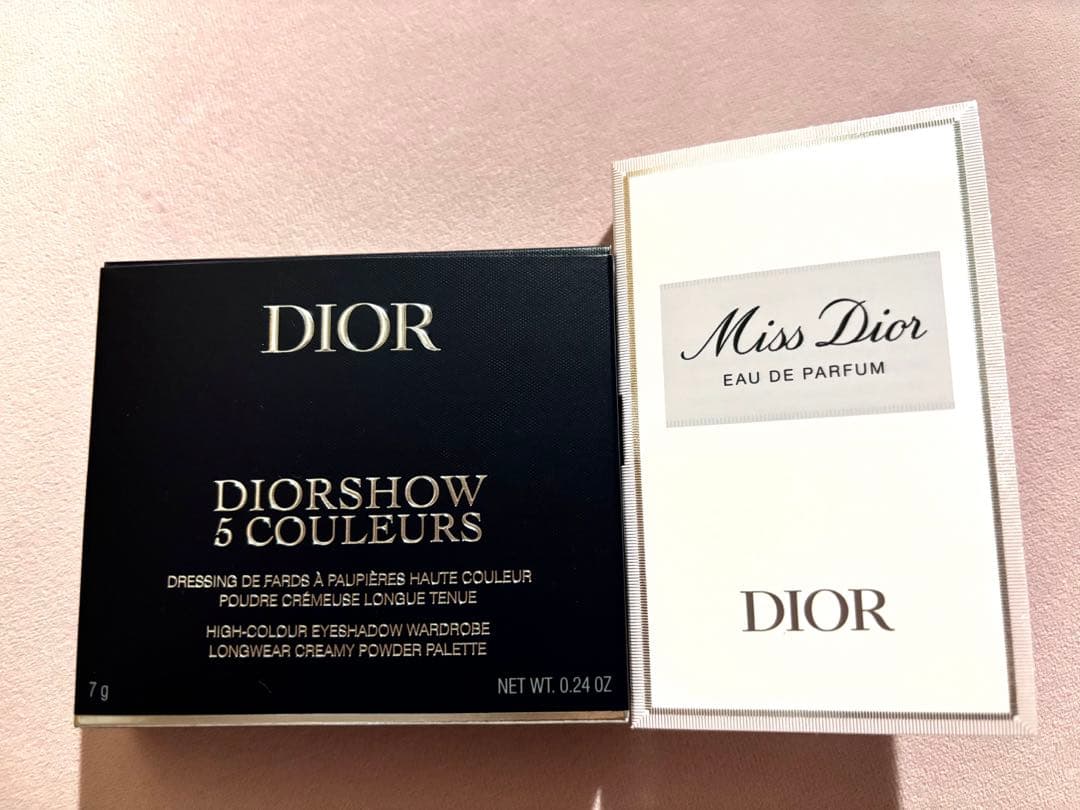 DIOR
DIORSHOW
5 COULEURS
DRESSING DE FARDS À PAUPIÈRES HAUTE COULEUR
POUDRE CRÉMEUSE LONGUE TENUE
HIGH-COLOUR EYESHADOW WARDROBE
LONGWEAR CREAMY POWDER PALETTE
7 g
NET WT. 0.24 OZ
Miss Dior
EAU DE PARFUM
DIOR